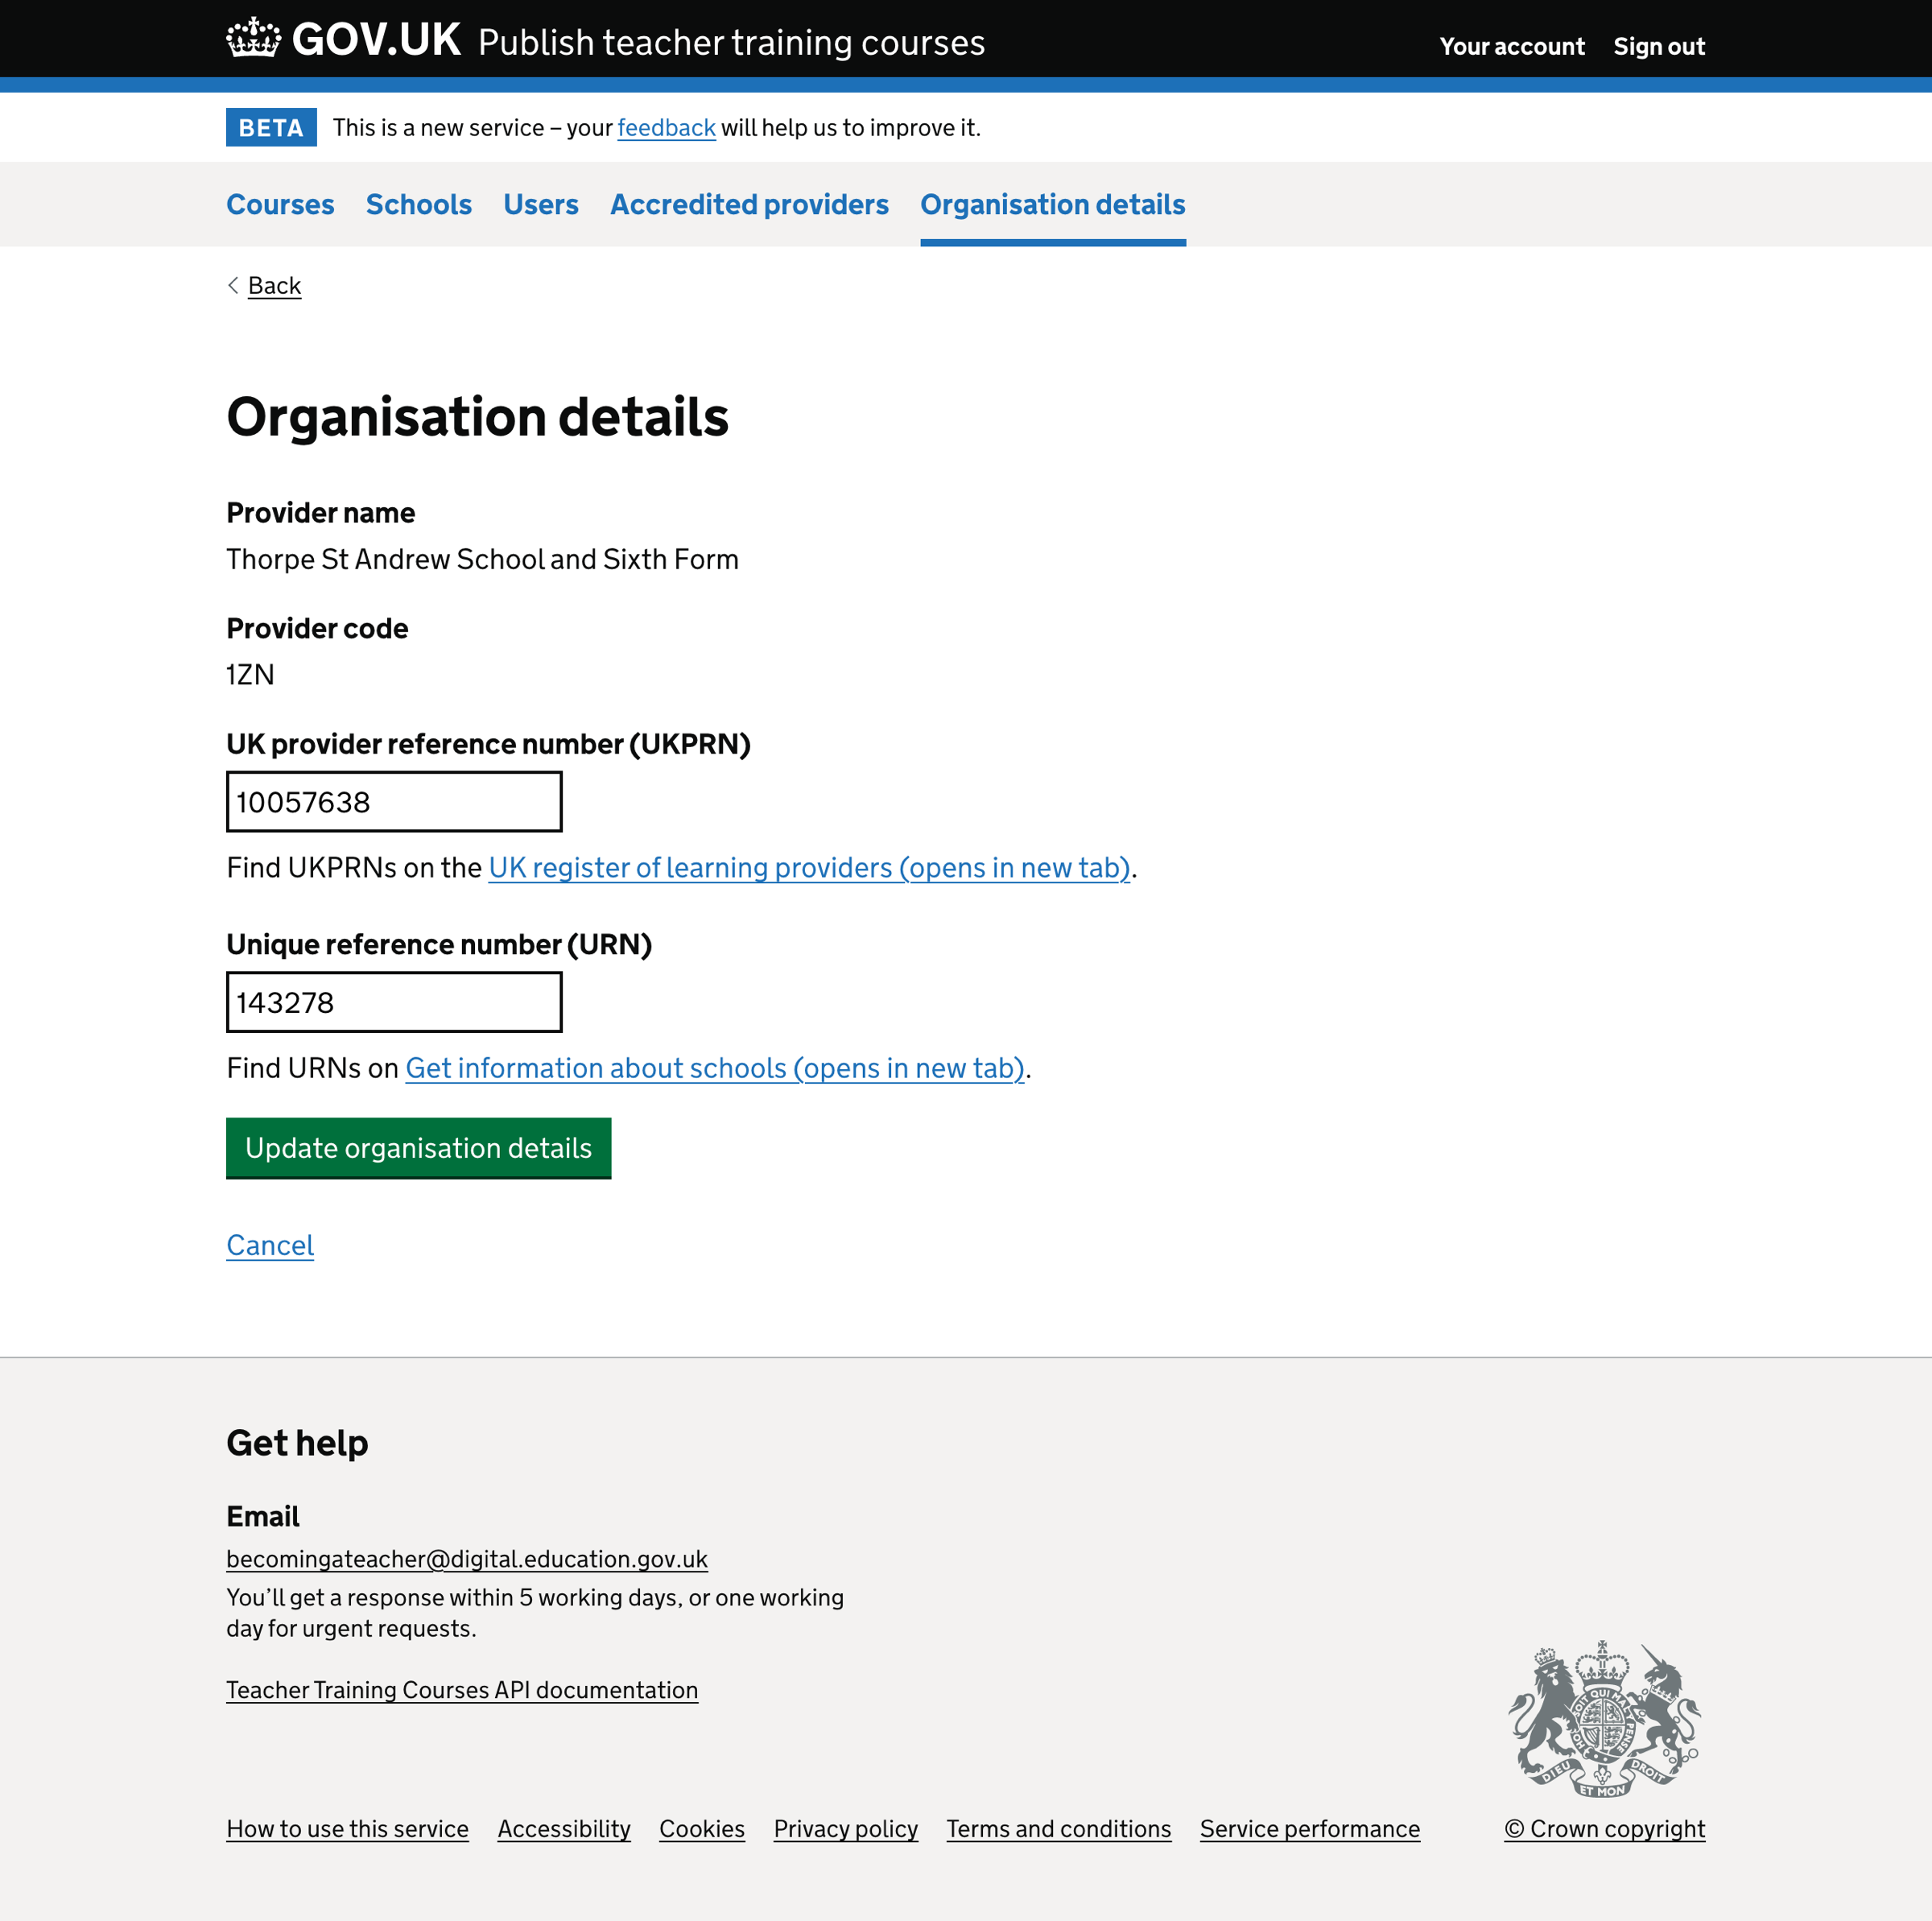 GOV.UK Publish teacher training courses
Your account Sign out
BETA This is a new service – your feedback will help us to improve it.
Courses Schools Users Accredited providers Organisation details
Back
Organisation details
Provider name
Thorpe St Andrew School and Sixth Form
Provider code
1ZN
UK provider reference number (UKPRN)
10057638
Find UKPRNs on the UK register of learning providers (opens in new tab).
Unique reference number (URN)
143278
Find URNs on Get information about schools (opens in new tab).
Update organisation details
Cancel
Get help
Email
becomingateacher@digital.education.gov.uk
You’ll get a response within 5 working days, or one working
day for urgent requests.
Teacher Training Courses API documentation
DIEU ET MON DROIT
How to use this service Accessibility Cookies Privacy policy Terms and conditions Service performance
© Crown copyright